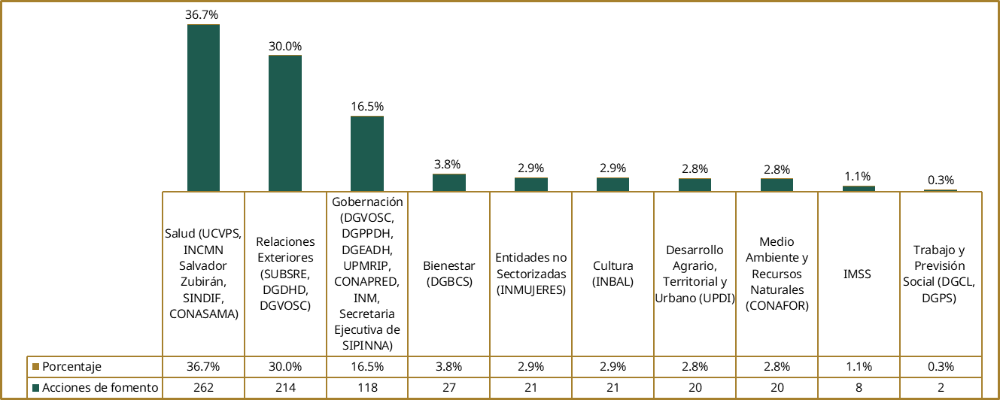 36.7%
30.0%
16.5%
3.8%
2.9%
2.9%
2.8%
2.8%
1.1%
0.3%
Salud (UCVPS,
INCMN
Salvador
Zubirán,
SINDIF,
CONASAMA)
Relaciones
Exteriores
(SUBSRE,
DGDHD,
DGVOSC)
Gobernación
(DGVOSC,
DGPPDH,
DGEADH,
UPMRIP,
CONAPRED,
INM,
Secretaria
Ejecutiva de
SIPINNA)
Bienestar
(DGBCS)
Entidades no
Sectorizadas
(INMUJERES)
Cultura
(INBAL)
Desarrollo
Agrario,
Territorial y
Urbano (UPDI)
Medio
Ambiente y
Recursos
Naturales
(CONAFOR)
IMSS
Trabajo y
Previsión
Social (DGCL,
DGPS)
Porcentaje 36.7% 30.0% 16.5% 3.8% 2.9% 2.9% 2.8% 2.8% 1.1% 0.3%
Acciones de fomento 262 214 118 27 21 21 20 20 8 2